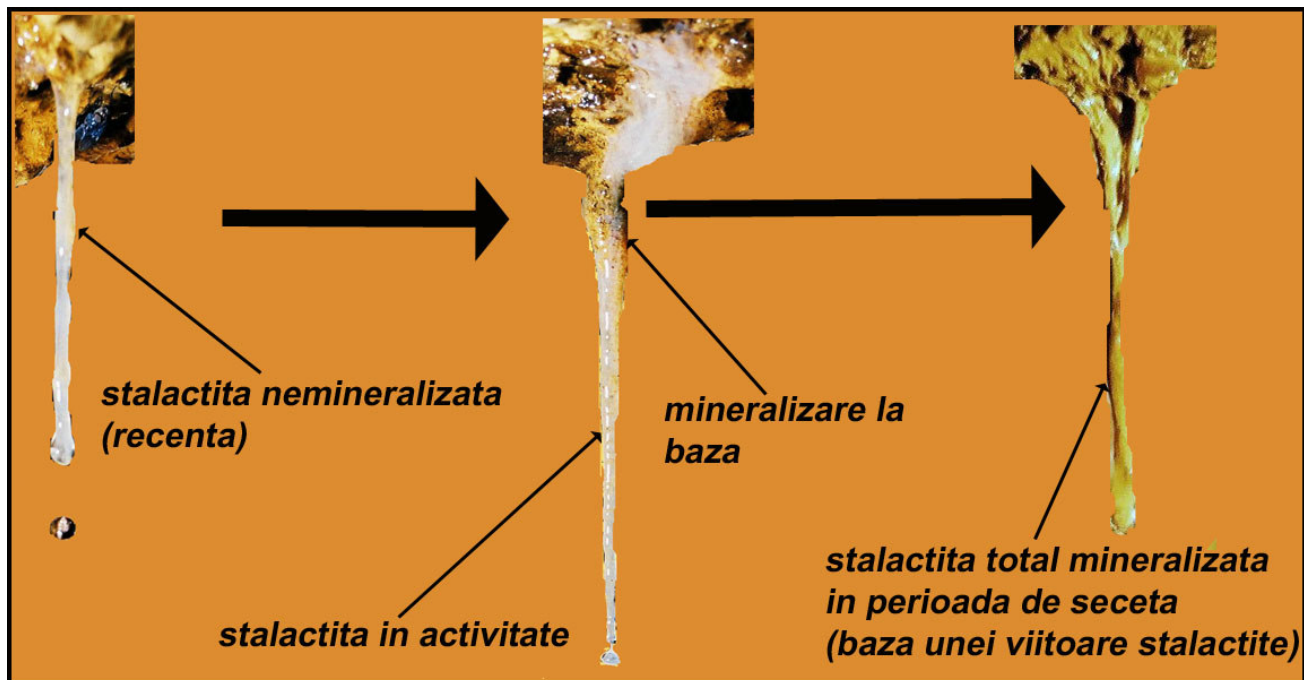 stalactita nemineralizata
(recenta)
stalactita in activitate
mineralizare la
baza
stalactita total mineralizata
in perioada de seceta
(baza unei viitoare stalactite)